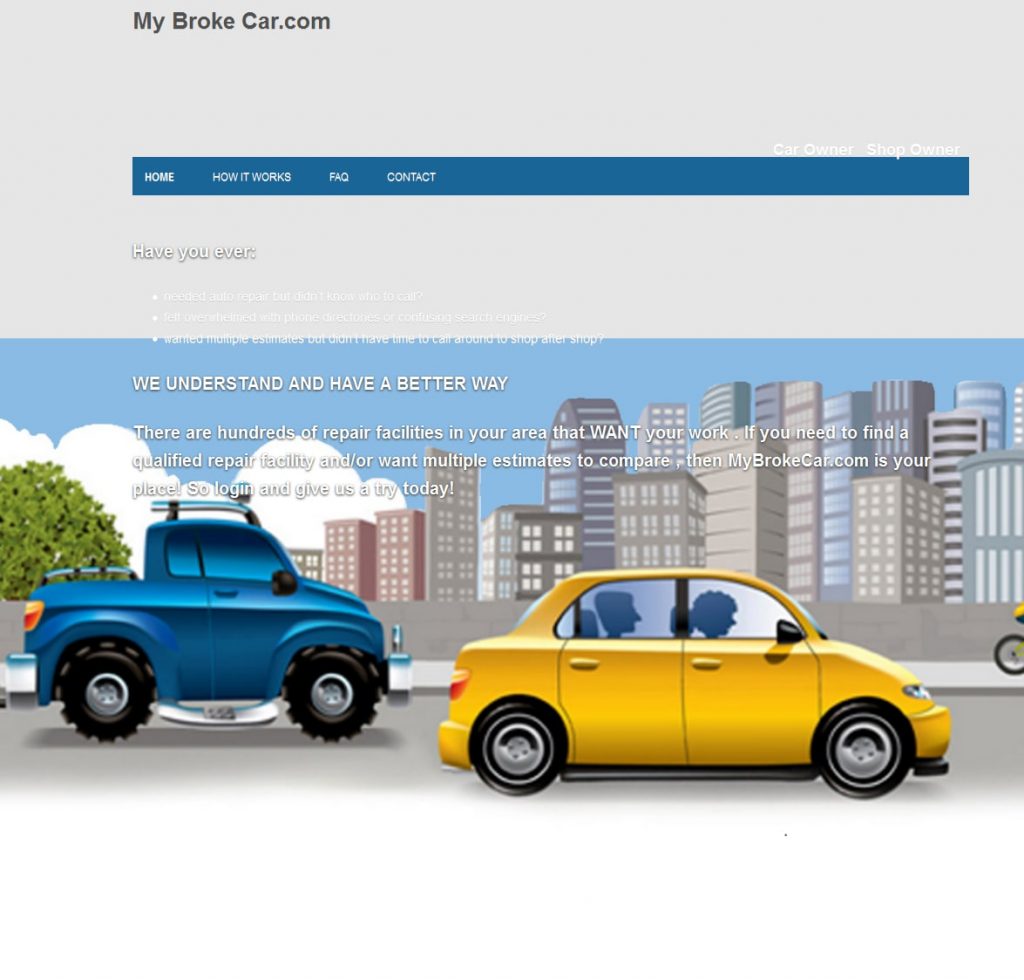 My Broke Car.com
Car Owner Shop Owner
HOME HOW IT WORKS FAQ CONTACT
Have you ever:
needed auto repair but didn't know who to call?
felt overwhelmed with phone directories or confusing search engines?
wanted multiple estimates but didn't have time to call around to shop after shop?
WE UNDERSTAND AND HAVE A BETTER WAY
There are hundreds of repair facilities in your area that WANT your work . If you need to find a
qualified repair facility and/or want multiple estimates to compare , then MyBrokeCar.com is your
place! So login and give us a try today!
.